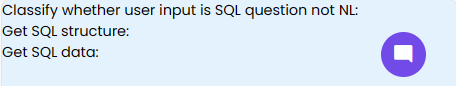 Classify whether user input is SQL question not NL:
Get SQL structure:
Get SQL data: